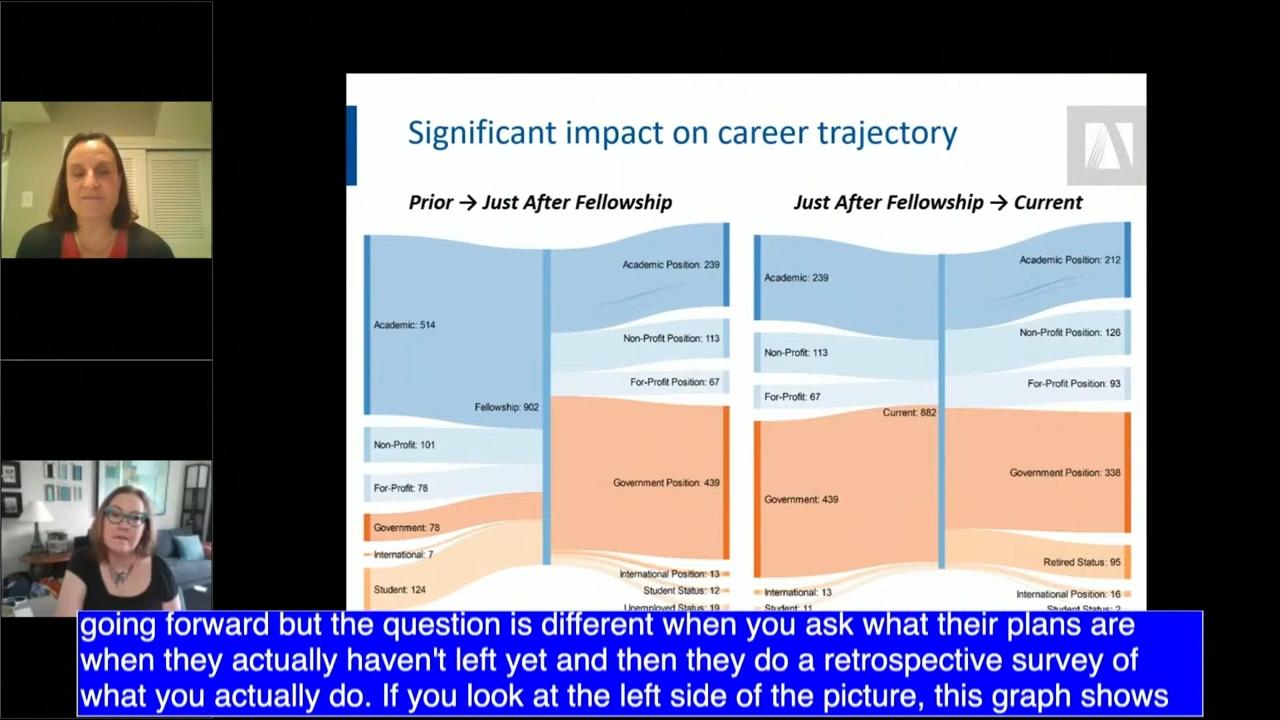 Significant impact on career trajectory
Prior → Just After Fellowship
Academic: 514
Non-Profit: 101
For-Profit: 78
Government: 78
International: 7
Student: 124
Fellowship: 902
Academic Position: 239
Non-Profit Position: 113
For-Profit Position: 67
Government Position: 439
International Position: 13
Student Status: 12
Unemployed Status: 19
Just After Fellowship → Current
Academic: 239
Non-Profit: 113
For-Profit: 67
Government: 439
International: 13
Student: 11
Current: 882
Academic Position: 212
Non-Profit Position: 126
For-Profit Position: 93
Government Position: 338
Retired Status: 95
International Position: 16
Student Status: 2
going forward but the question is different when you ask what their plans are
when they actually haven't left yet and then they do a retrospective survey of
what you actually do. If you look at the left side of the picture, this graph shows